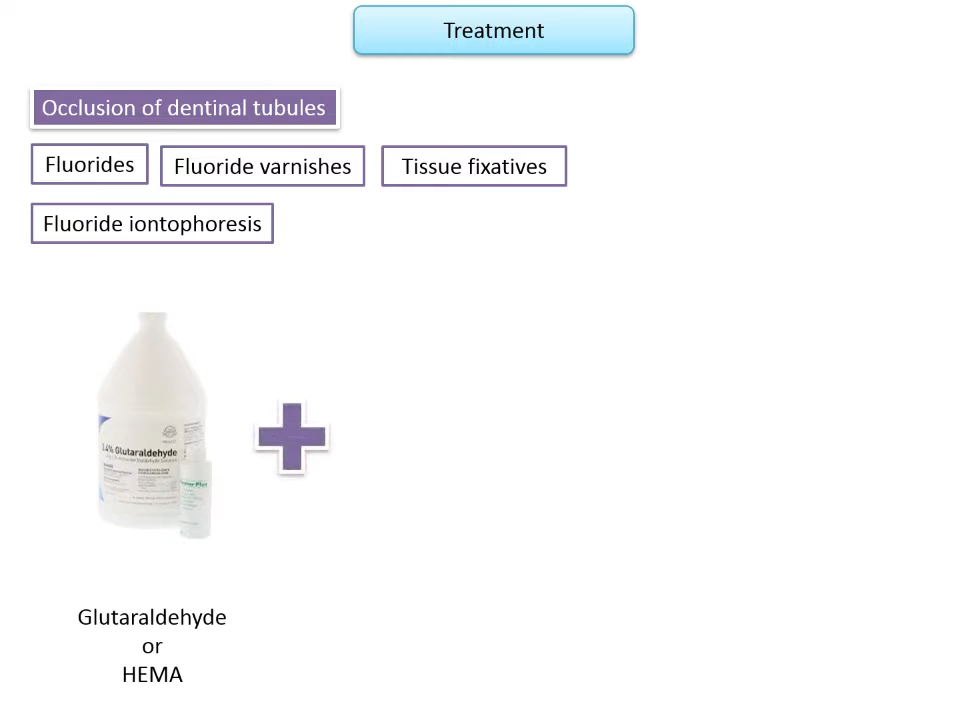 Treatment
Occlusion of dentinal tubules
Fluorides
Fluoride varnishes
Tissue fixatives
Fluoride iontophoresis
Glutaraldehyde
Glutaraldehyde
or
HEMA